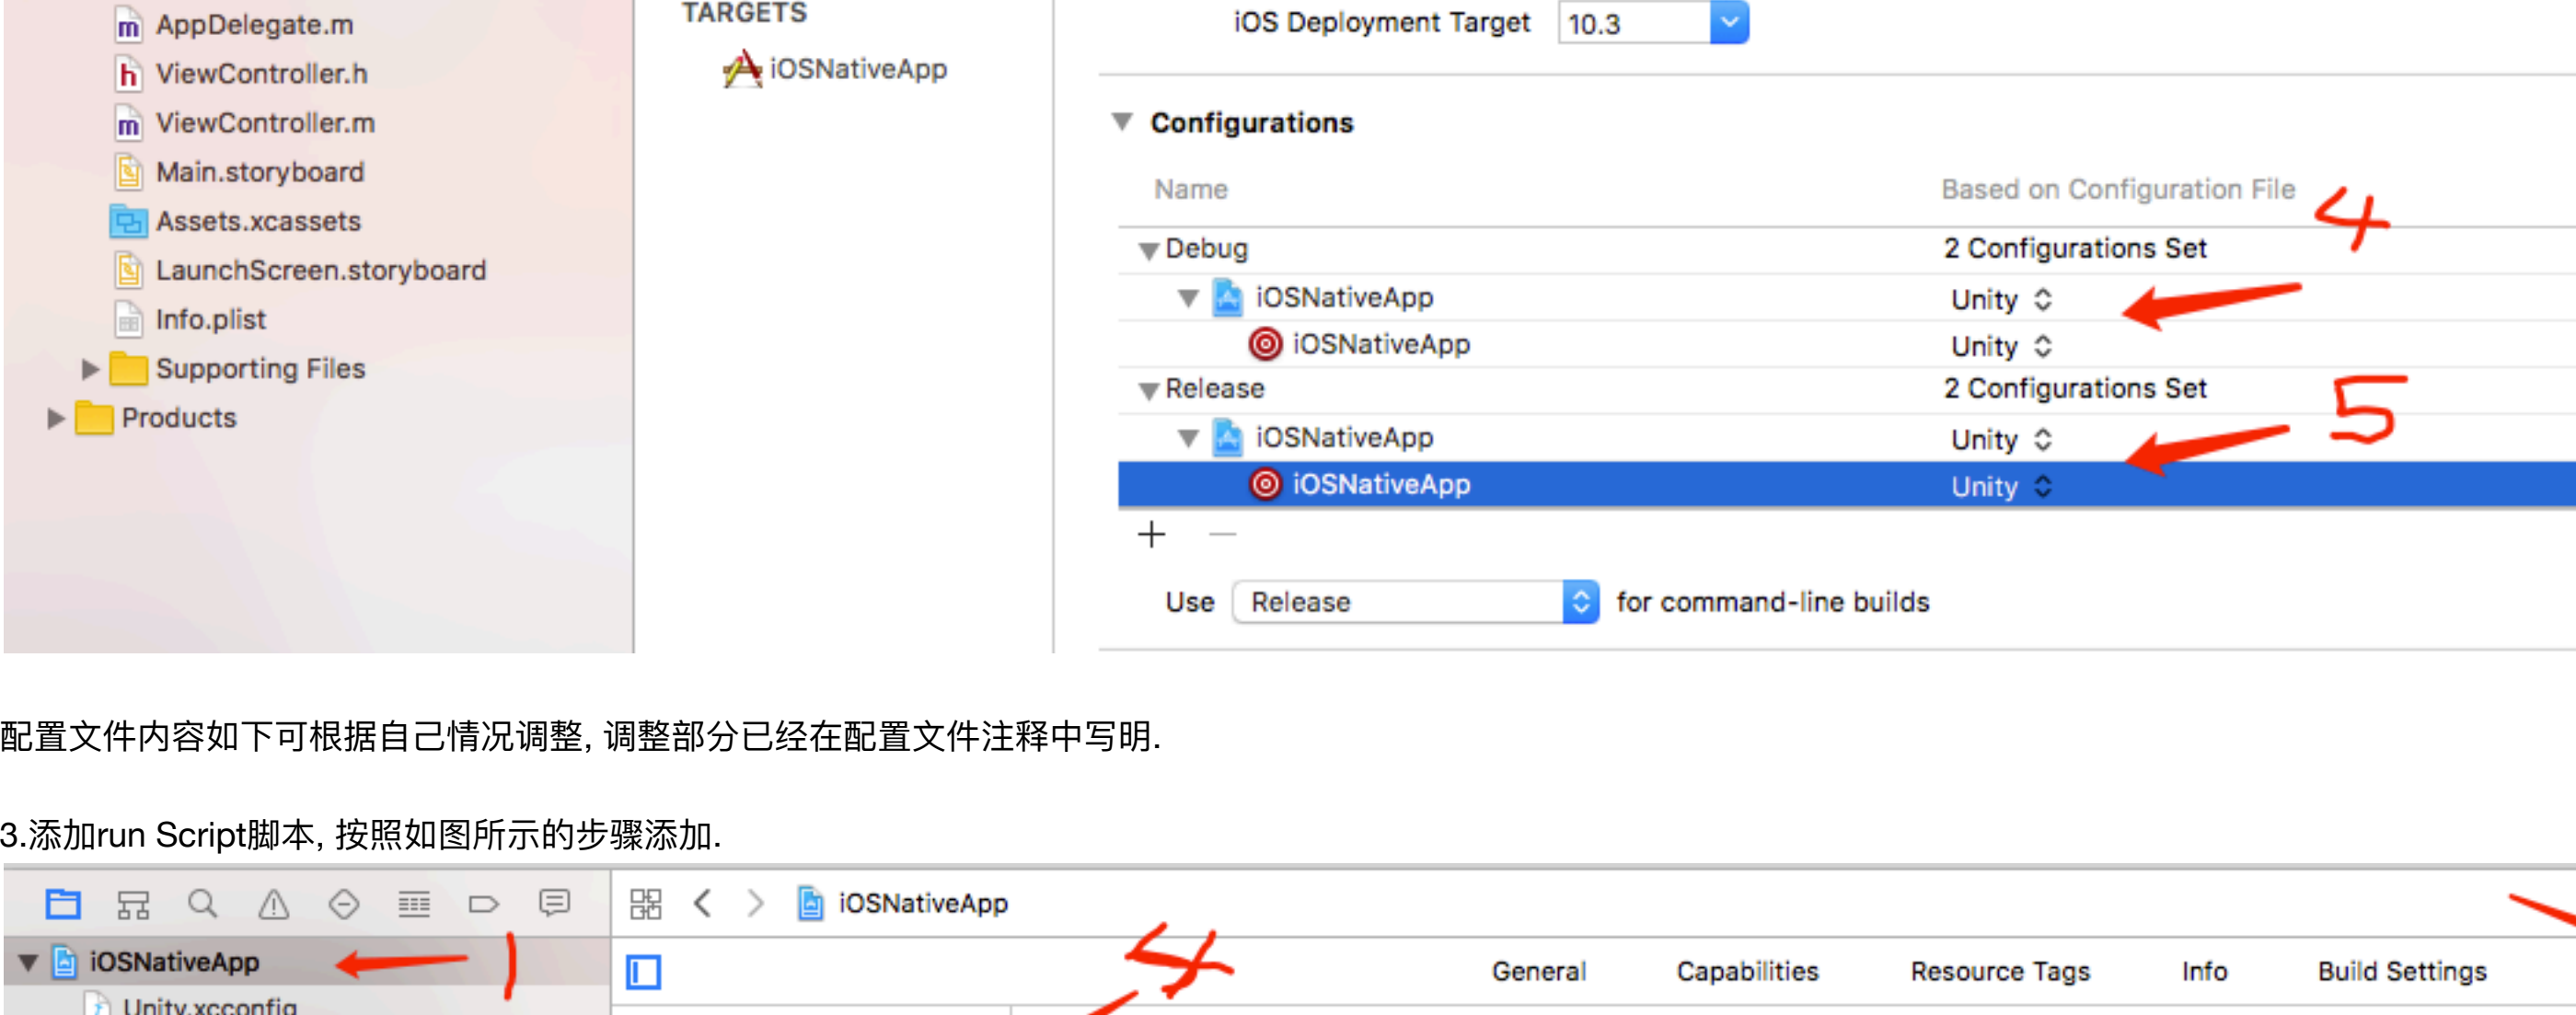 AppDelegate.m
ViewController.h
ViewController.m
Main.storyboard
Assets.xcassets
LaunchScreen.storyboard
Info.plist
Supporting Files
Products
TARGETS
iOSNativeApp
iOS Deployment Target 10.3
Configurations
Name Based on Configuration File
4
Debug 2 Configurations Set
iOSNativeApp Unity
iOSNativeApp Unity
Release 2 Configurations Set
5
iOSNativeApp Unity
iOSNativeApp Unity
Use Release for command-line builds
配置文件内容如下可根据自己情况调整, 调整部分已经在配置文件注释中写明.
3.添加run Script脚本, 按照如图所示的步骤添加.
iOSNativeApp
iOSNativeApp 1
4
General Capabilities Resource Tags Info Build Settings
Unity.xcconfig